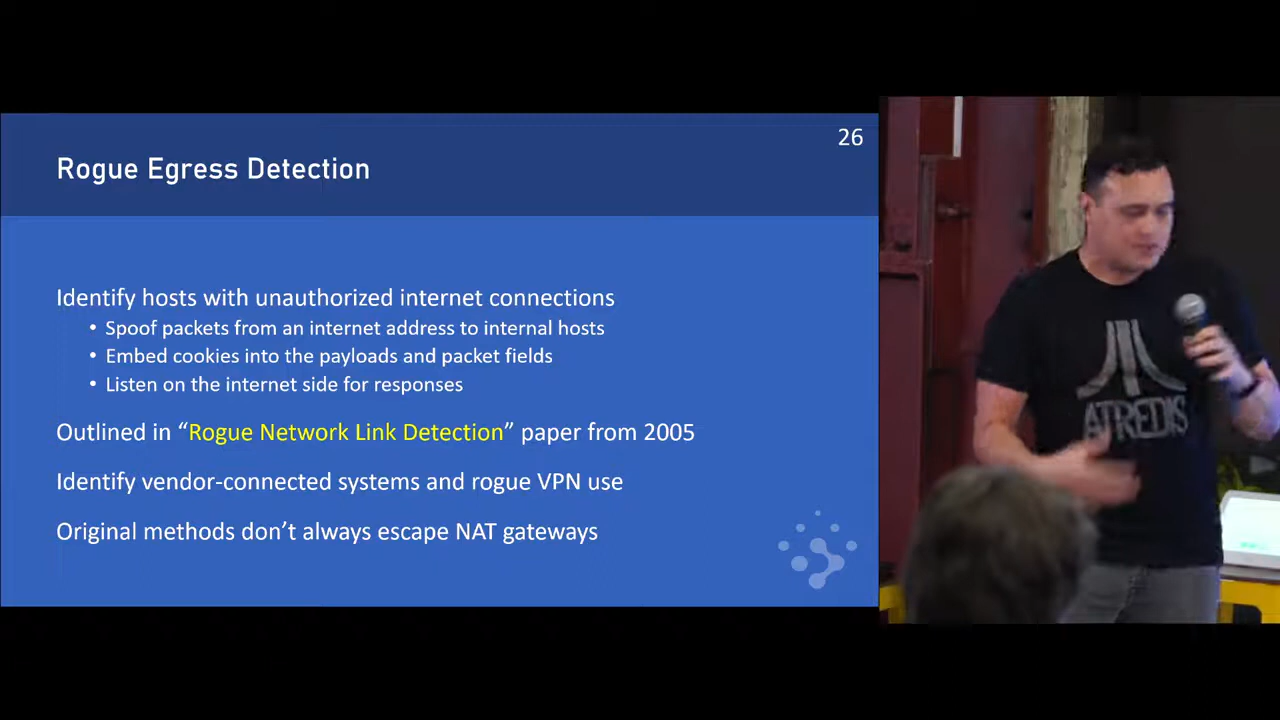 26
Rogue Egress Detection
Identify hosts with unauthorized internet connections
• Spoof packets from an internet address to internal hosts
• Embed cookies into the payloads and packet fields
• Listen on the internet side for responses
Outlined in “Rogue Network Link Detection” paper from 2005
Identify vendor-connected systems and rogue VPN use
Original methods don’t always escape NAT gateways
ATREDIS